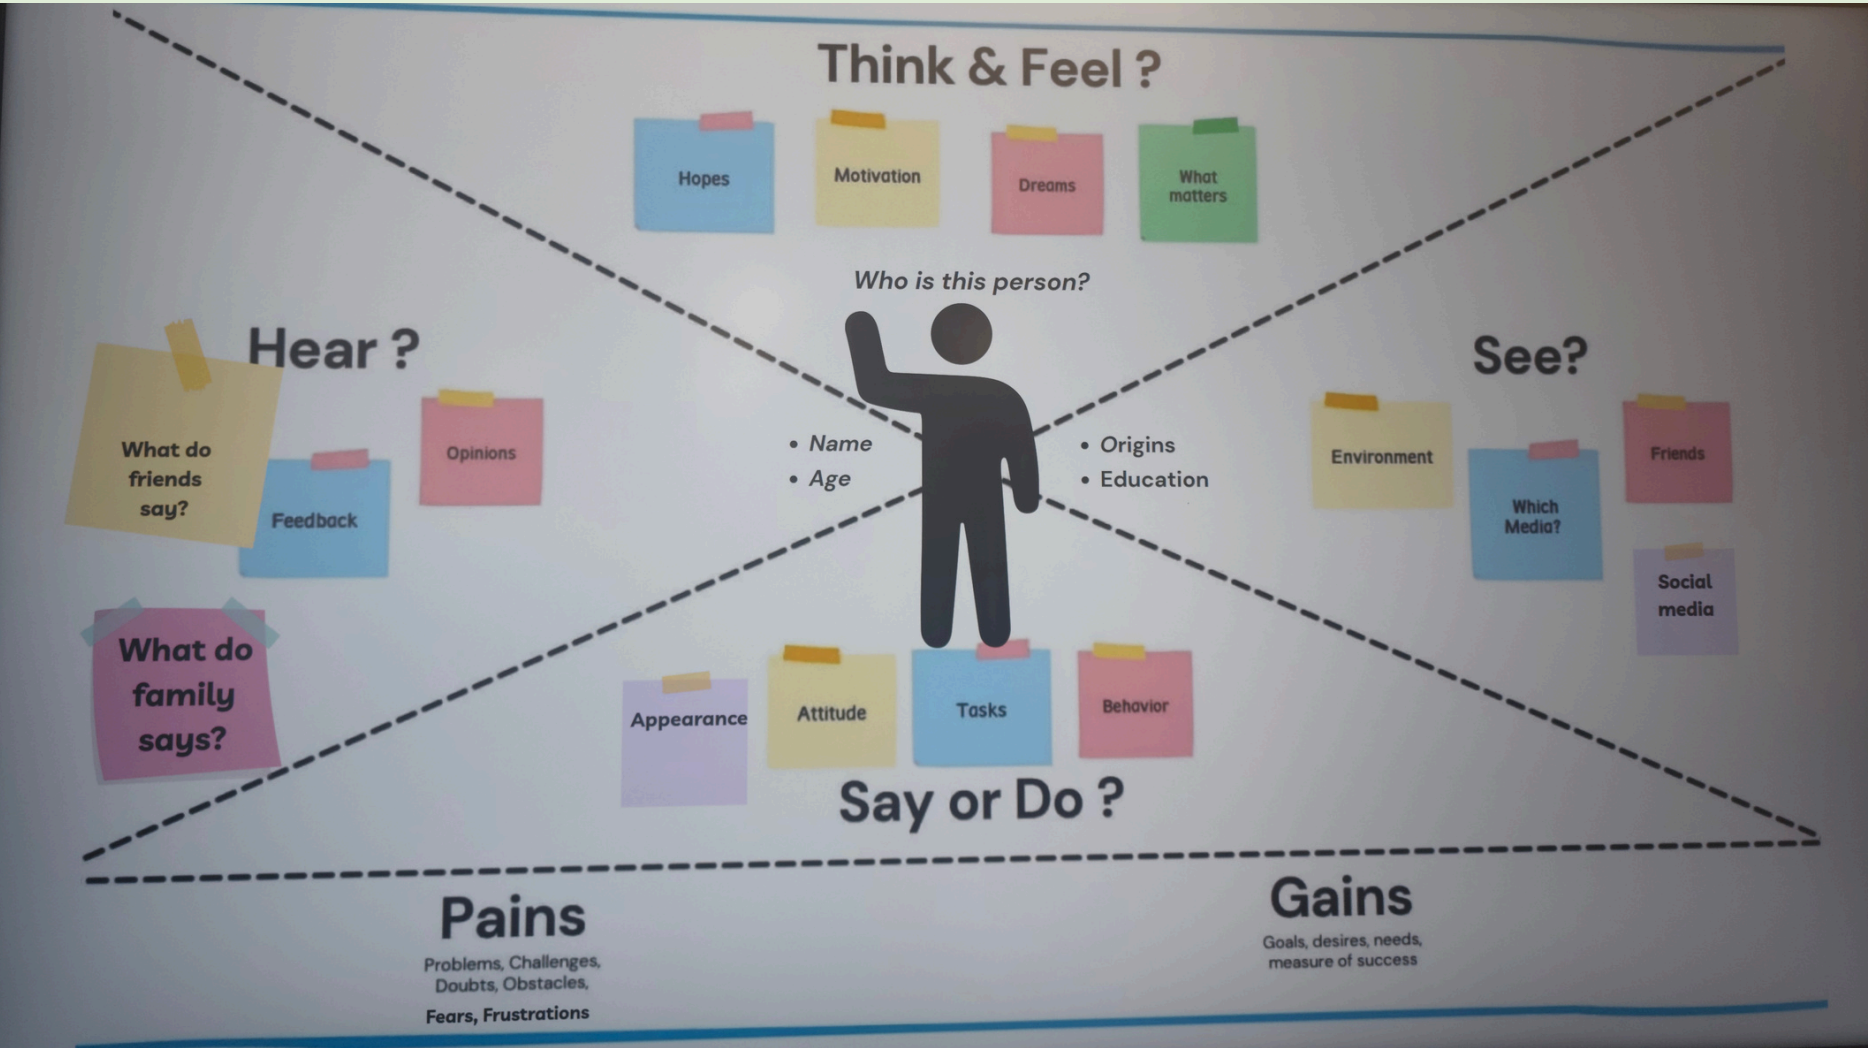 Think & Feel ?
Hopes
Motivation
Dreams
What
matters
Who is this person?
Hear ?
What do
friends
say?
Feedback
Opinions
What do
family
says?
• Name
• Age
• Origins
• Education
See?
Environment
Which
Media?
Friends
Social
media
Appearance
Attitude
Tasks
Behavior
Say or Do ?
Pains
Problems, Challenges,
Doubts, Obstacles,
Fears, Frustrations
Gains
Goals, desires, needs,
measure of success